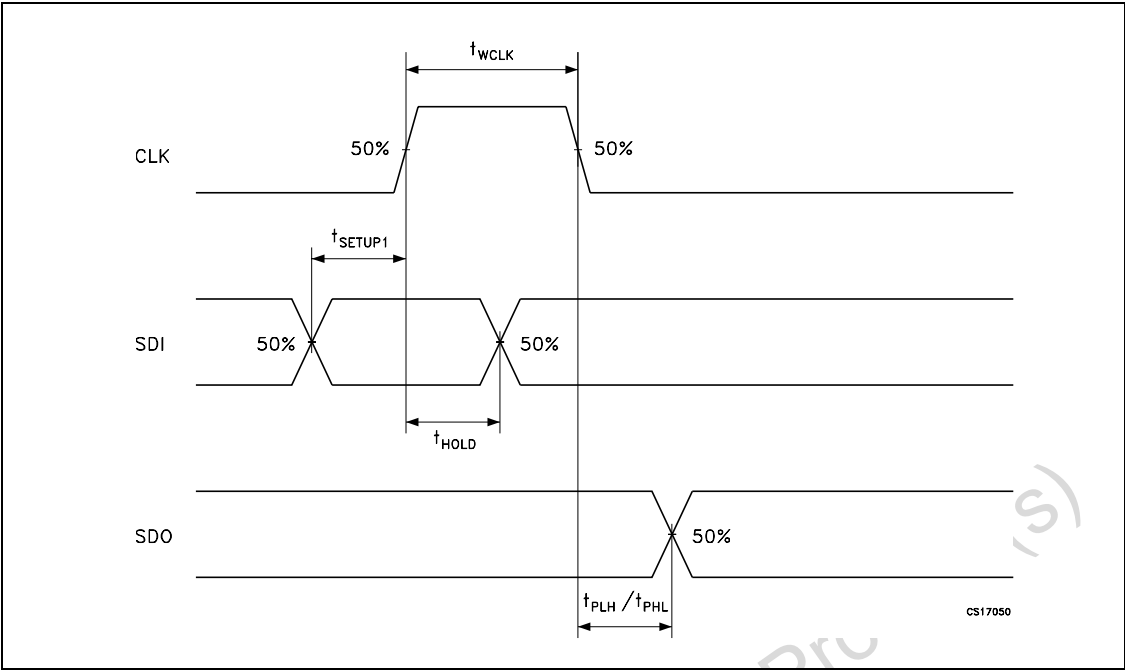 tWCLK
50%
50%
CLK
tSETUP1
50%
50%
SDI
tHOLD
50%
SDO
tPLH /tPHL
CS17050